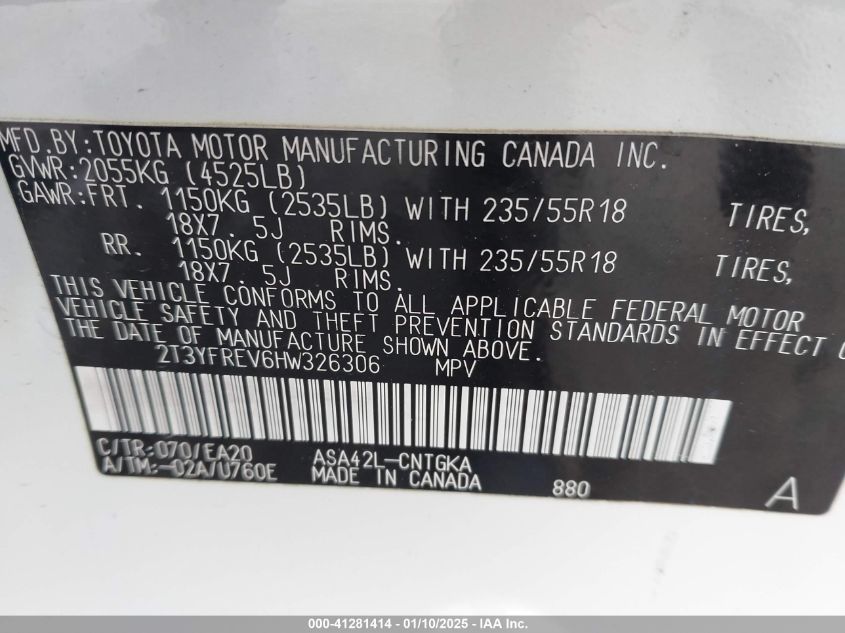 MFD. BY: TOYOTA MOTOR MANUFACTURING CANADA INC.
GVWR: 2055KG (4525LB)
GAWR: FRT. 1150KG (2535LB) WITH 235/55R18 TIRES,
18X7. 5J RIMS.
RR. 1150KG (2535LB) WITH 235/55R18 TIRES,
18X7. 5J RIMS.
THIS VEHICLE CONFORMS TO ALL APPLICABLE FEDERAL MOTOR
VEHICLE SAFETY AND THEFT PREVENTION STANDARDS IN EFFECT
THE DATE OF MANUFACTURE SHOWN ABOVE.
2T3YFREV6HW326306 MPV
C/TR: 070/EA20 ASA42L-CNTGKA
A/TM: -02A/U760E MADE IN CANADA 880 A
000-41281414 - 01/10/2025 - IAA Inc.